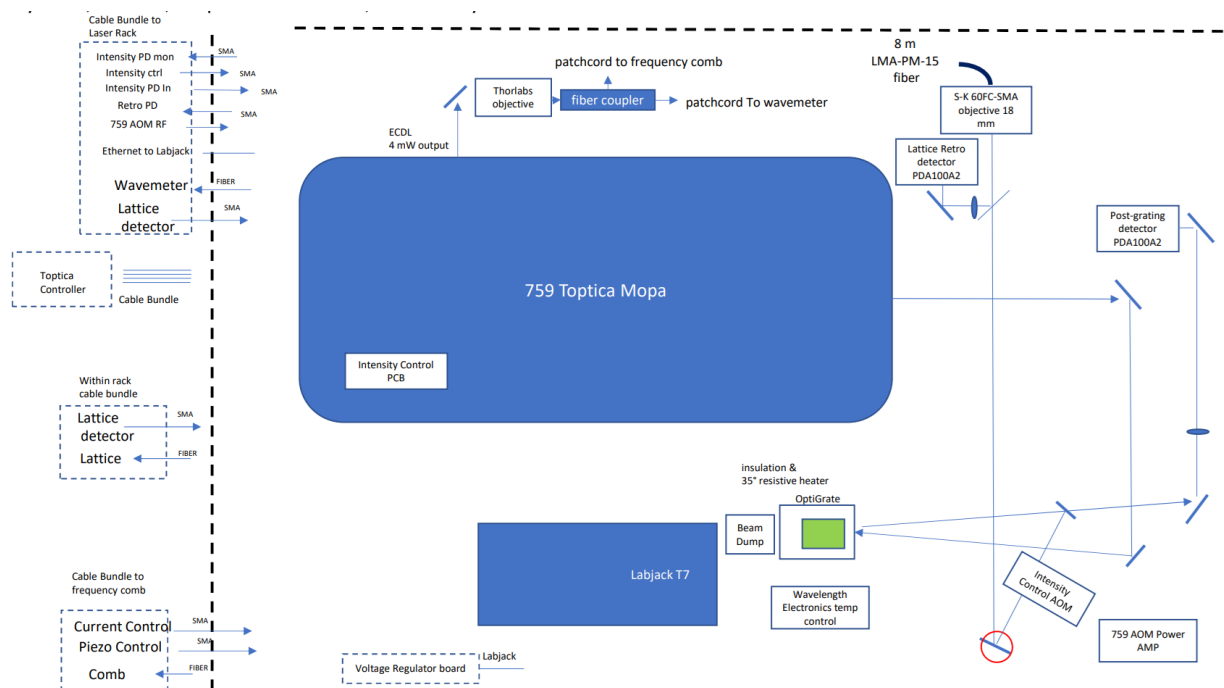 Cable Bundle to
Laser Rack
Intensity PD mon
SMA
Intensity ctrl
SMA
Intensity PD In
SMA
Retro PD
SMA
759 AOM RF
Ethernet to Labjack
Wavemeter
FIBER
Lattice
detector
SMA
Toptica
Controller
Cable Bundle
Within rack
cable bundle
Lattice
detector
SMA
Lattice
FIBER
Cable Bundle to
frequency comb
Current Control
SMA
Piezo Control
SMA
Comb
FIBER
patchcord to frequency comb
Thorlabs
objective
fiber coupler
patchcord To wavemeter
ECDL
4 mW output
8 m
LMA-PM-15
fiber
S-K 60FC-SMA
objective 18
mm
Lattice Retro
detector
PDA100A2
Post-grating
detector
PDA100A2
759 Toptica Mopa
Intensity Control
PCB
insulation &
35° resistive heater
OptiGrate
Beam
Dump
Labjack T7
Wavelength
Electronics temp
control
Intensity
Control AOM
759 AOM Power
AMP
Voltage Regulator board
Labjack